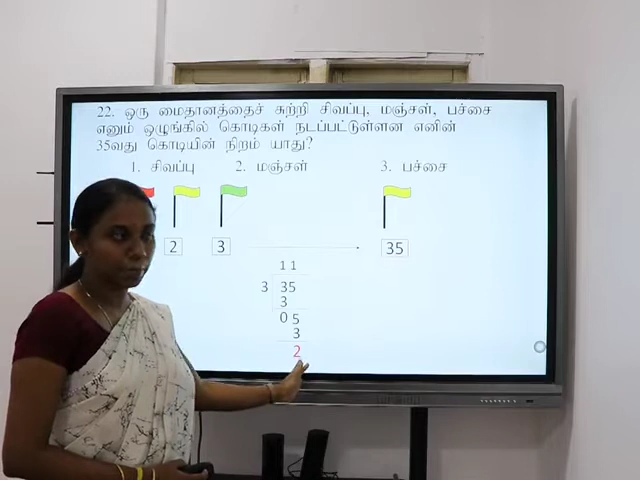 22. ஒரு மைதானத்தைச் சுற்றி சிவப்பு, மஞ்சள், பச்சை
எனும் ஒழுங்கில் கொடிகள் நடப்பட்டுள்ளன எனின்
35வது கொடியின் நிறம் யாது?
1. சிவப்பு 2. மஞ்சள் 3. பச்சை
2 3 35
11
3 35
3
05
3
2